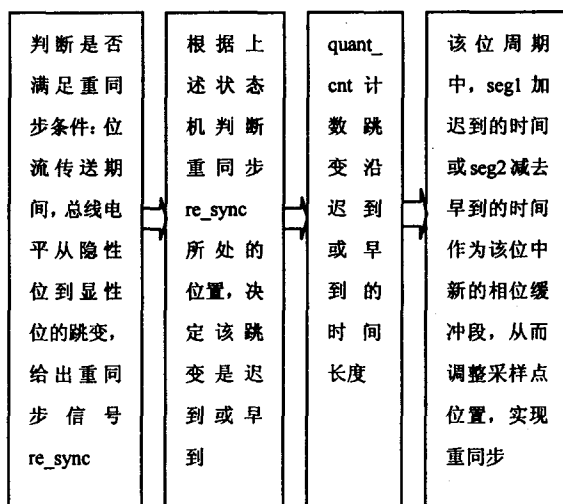 判断是否
满足重同
步条件：位
流传送期
间，总线电
平从隐性
位到显性
位的跳变，
给出重同
步信号
re_sync
根据上
述状态
机判断
重同步
re_sync
所处的
位置，决
定该跳
变是迟
到或早
到
quant_
cnt 计
数跳
变沿
迟到
或早
到的
时间
长度
该位周期
中，seg1 加
迟到的时间
或 seg2 减去
早到的时间
作为该位中
新的相位缓
冲段，从而
调整采样点
位置，实现
重同步